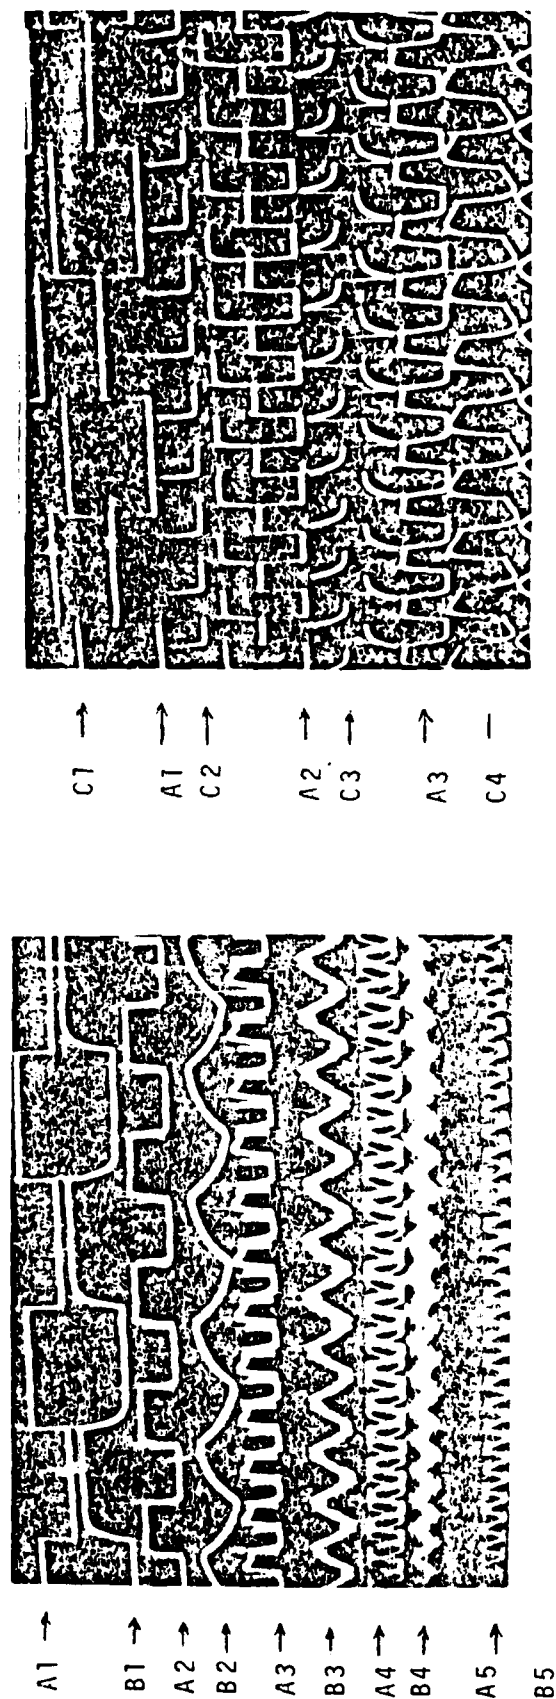 C1 →
A1 →
C2 →
A2 →
C3 →
A3 →
C4 —
A1 →
B1 →
A2 →
B2 →
A3 →
B3 →
A4 →
B4 →
A5 →
B5